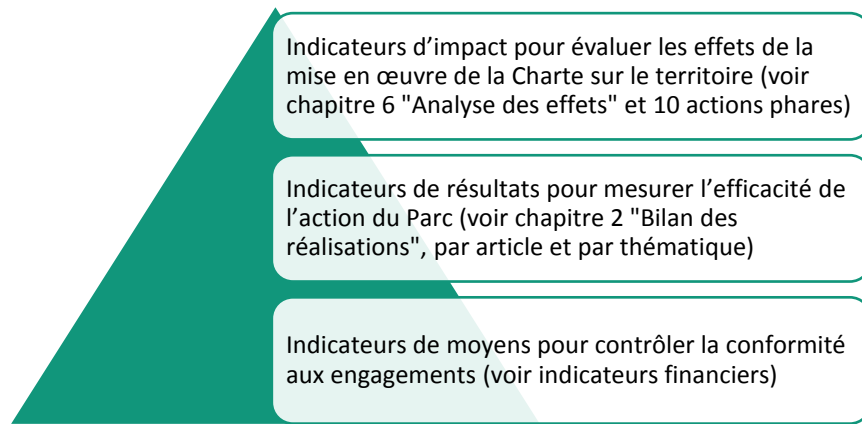 Indicateurs d’impact pour évaluer les effets de la
mise en œuvre de la Charte sur le territoire (voir
chapitre 6 "Analyse des effets" et 10 actions phares)
Indicateurs de résultats pour mesurer l’efficacité de
l’action du Parc (voir chapitre 2 "Bilan des
réalisations", par article et par thématique)
Indicateurs de moyens pour contrôler la conformité
aux engagements (voir indicateurs financiers)